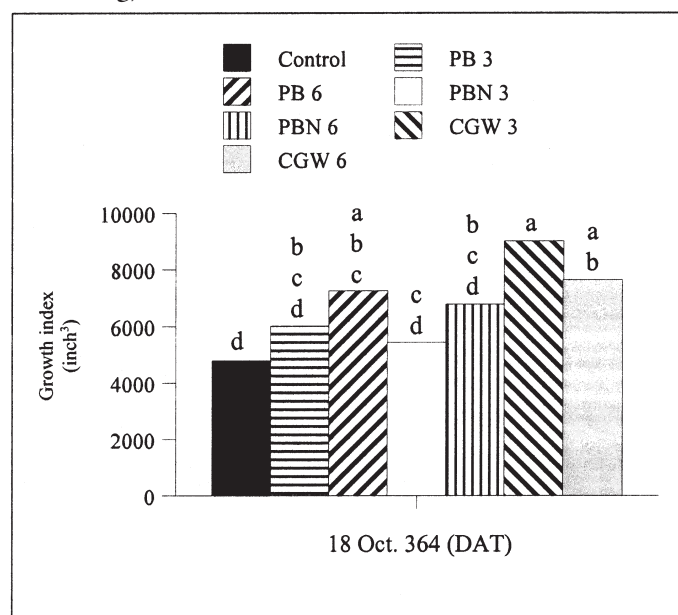 Control
PB 3
PB 6
PBN 3
PBN 6
CGW 3
CGW 6
10000
8000
6000
4000
2000
0
Growth index
(inch³)
d
b
c
d
a
b
c
c
d
b
c
d
a
a
b
18 Oct. 364 (DAT)